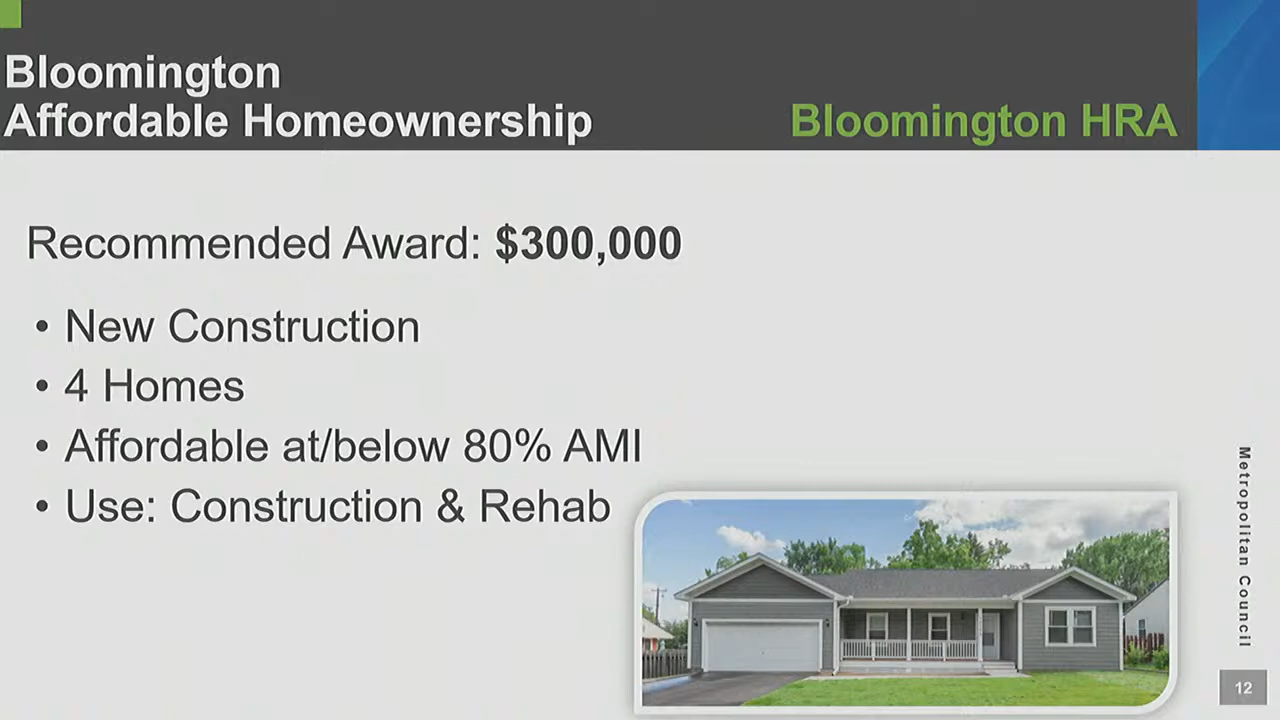 Bloomington
Affordable Homeownership
Bloomington HRA
Recommended Award: $300,000
• New Construction
• 4 Homes
• Affordable at/below 80% AMI
• Use: Construction & Rehab
Metropolitan Council
12